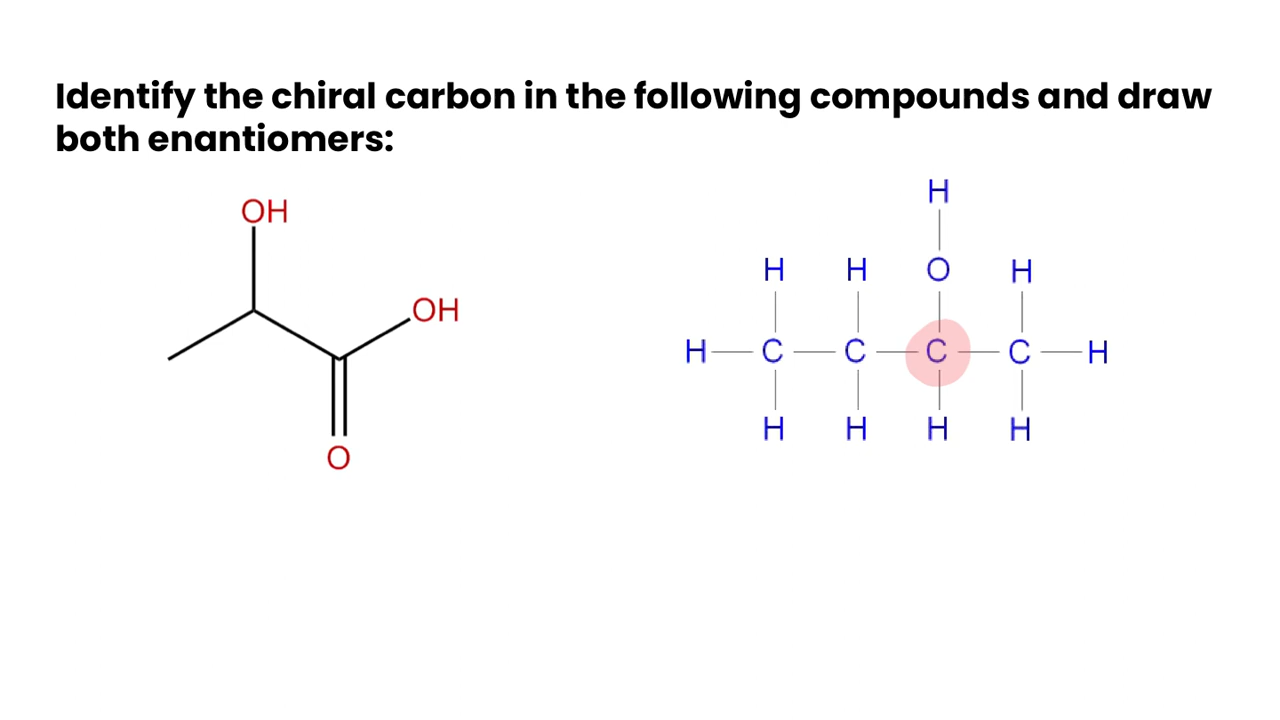 Identify the chiral carbon in the following compounds and draw
both enantiomers:
OH
OH
O
H
H H O H
H C C C C H
H H H H